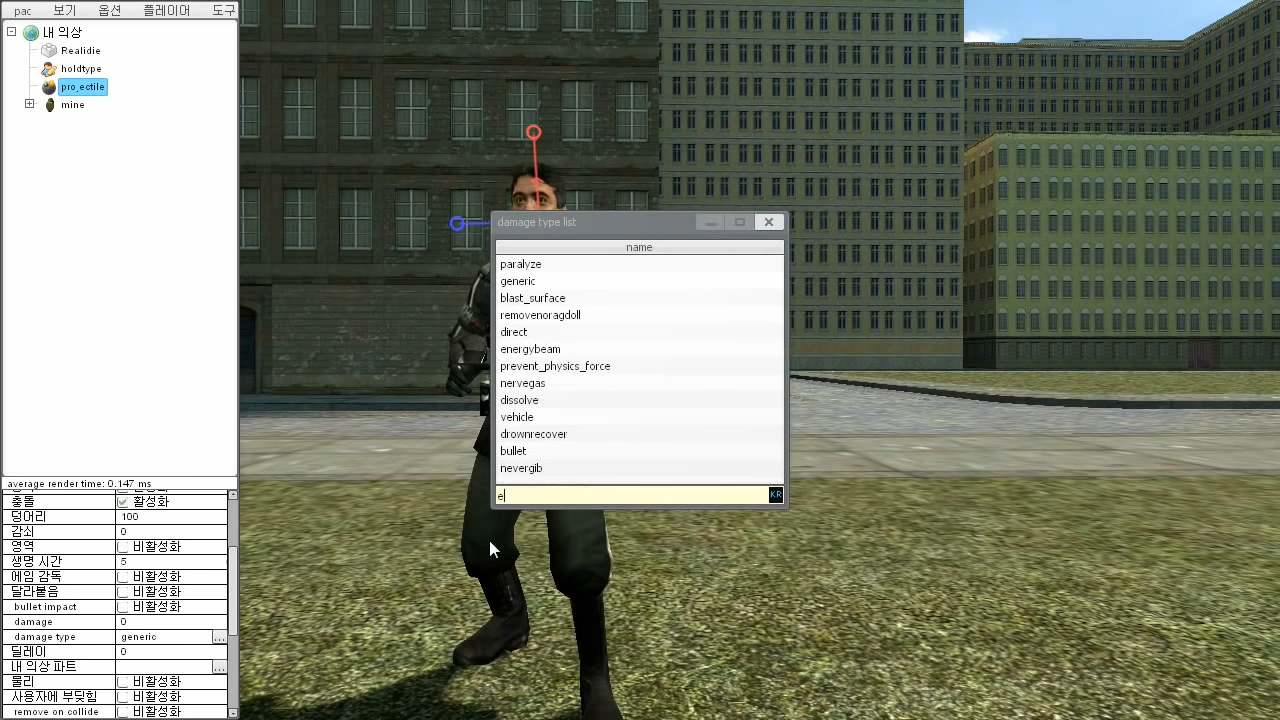 pac 보기 옵션 플레이어 도구
내 의상
Realidie
holdtype
pro,ectile
mine
average render time: 0.147 ms
충돌 활성화
덩어리 100
감쇠 0
영역 비활성화
생명 시간 5
에임 감독 비활성화
달라붙음 비활성화
bullet impact 비활성화
damage 0
damage type generic ...
딜레이 0
내 의상 파트 ...
물리 비활성화
사용자에 부딪힘 비활성화
remove on collide 비활성화
damage type list
name
paralyze
generic
blast_surface
removenoragdoll
direct
energybeam
prevent_physics_force
nervegas
dissolve
vehicle
drownrecover
bullet
nevergib
e KR